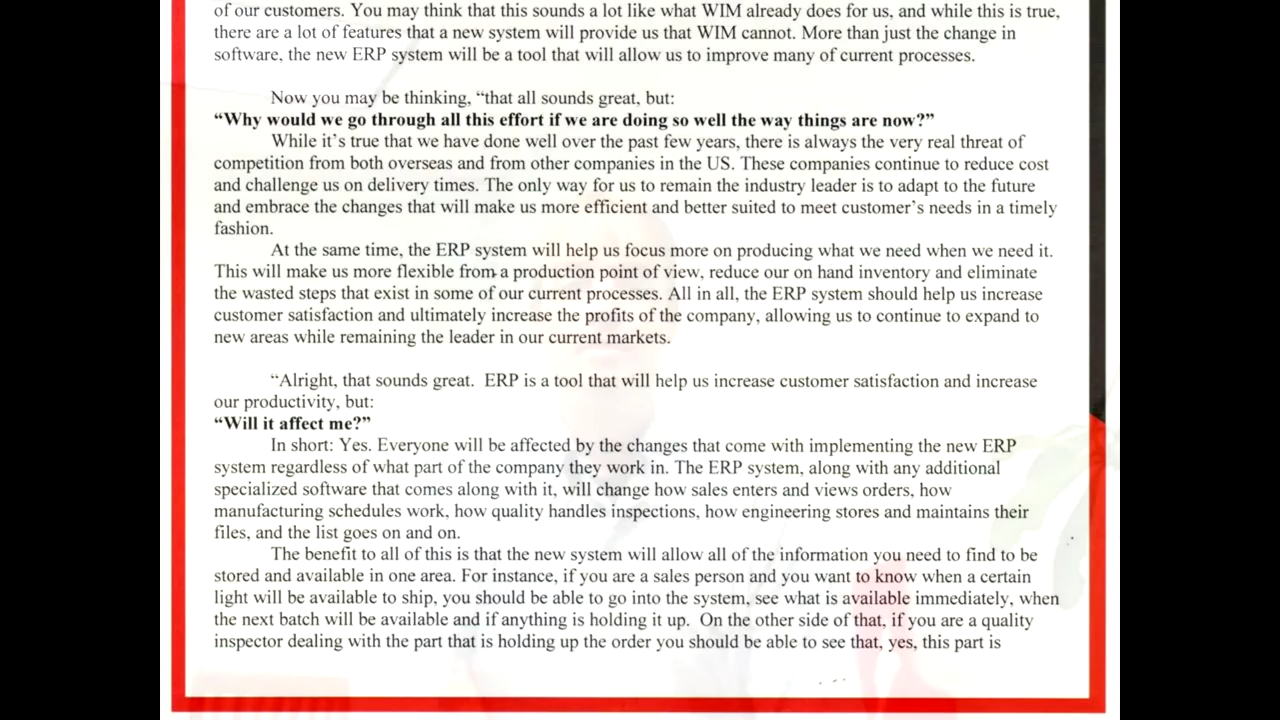 of our customers. You may think that this sounds a lot like what WIM already does for us, and while this is true,
there are a lot of features that a new system will provide us that WIM cannot. More than just the change in
software, the new ERP system will be a tool that will allow us to improve many of current processes.
Now you may be thinking, “that all sounds great, but:
“Why would we go through all this effort if we are doing so well the way things are now?”
While it’s true that we have done well over the past few years, there is always the very real threat of
competition from both overseas and from other companies in the US. These companies continue to reduce cost
and challenge us on delivery times. The only way for us to remain the industry leader is to adapt to the future
and embrace the changes that will make us more efficient and better suited to meet customer’s needs in a timely
fashion.
At the same time, the ERP system will help us focus more on producing what we need when we need it.
This will make us more flexible from a production point of view, reduce our on hand inventory and eliminate
the wasted steps that exist in some of our current processes. All in all, the ERP system should help us increase
customer satisfaction and ultimately increase the profits of the company, allowing us to continue to expand to
new areas while remaining the leader in our current markets.
“Alright, that sounds great. ERP is a tool that will help us increase customer satisfaction and increase
our productivity, but:
“Will it affect me?”
In short: Yes. Everyone will be affected by the changes that come with implementing the new ERP
system regardless of what part of the company they work in. The ERP system, along with any additional
specialized software that comes along with it, will change how sales enters and views orders, how
manufacturing schedules work, how quality handles inspections, how engineering stores and maintains their
files, and the list goes on and on.
The benefit to all of this is that the new system will allow all of the information you need to find to be
stored and available in one area. For instance, if you are a sales person and you want to know when a certain
light will be available to ship, you should be able to go into the system, see what is available immediately, when
the next batch will be available and if anything is holding it up. On the other side of that, if you are a quality
inspector dealing with the part that is holding up the order you should be able to see that, yes, this part is